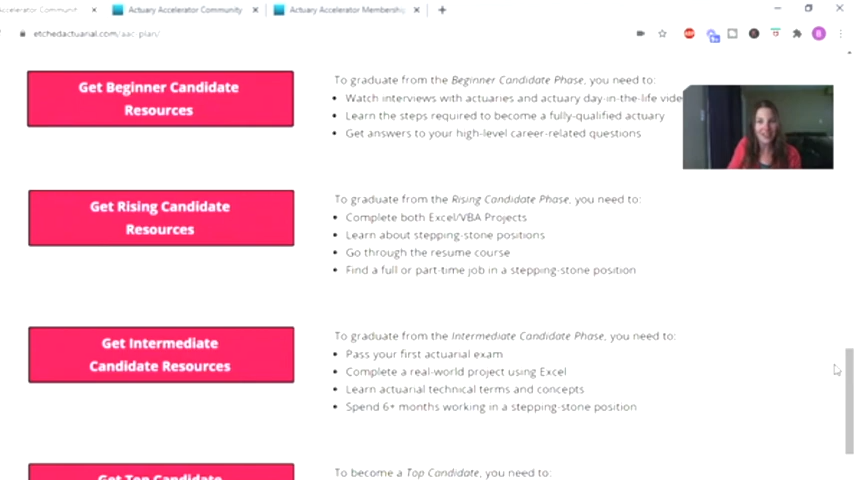 Accelerator Communit
Actuary Accelerator Community
Actuary Accelerator Membership
etchedactuarial.com/aac-plan/
Get Beginner Candidate
Resources
To graduate from the Beginner Candidate Phase, you need to:
Watch interviews with actuaries and actuary day-in-the-life vide
Learn the steps required to become a fully-qualified actuary
Get answers to your high-level career-related questions
Get Rising Candidate
Resources
To graduate from the Rising Candidate Phase, you need to:
Complete both Excel/VBA Projects
Learn about stepping-stone positions
Go through the resume course
Find a full or part-time job in a stepping-stone position
Get Intermediate
Candidate Resources
To graduate from the Intermediate Candidate Phase, you need to:
Pass your first actuarial exam
Complete a real-world project using Excel
Learn actuarial technical terms and concepts
Spend 6+ months working in a stepping-stone position
Get Top Candidate
To become a Top Candidate, you need to: